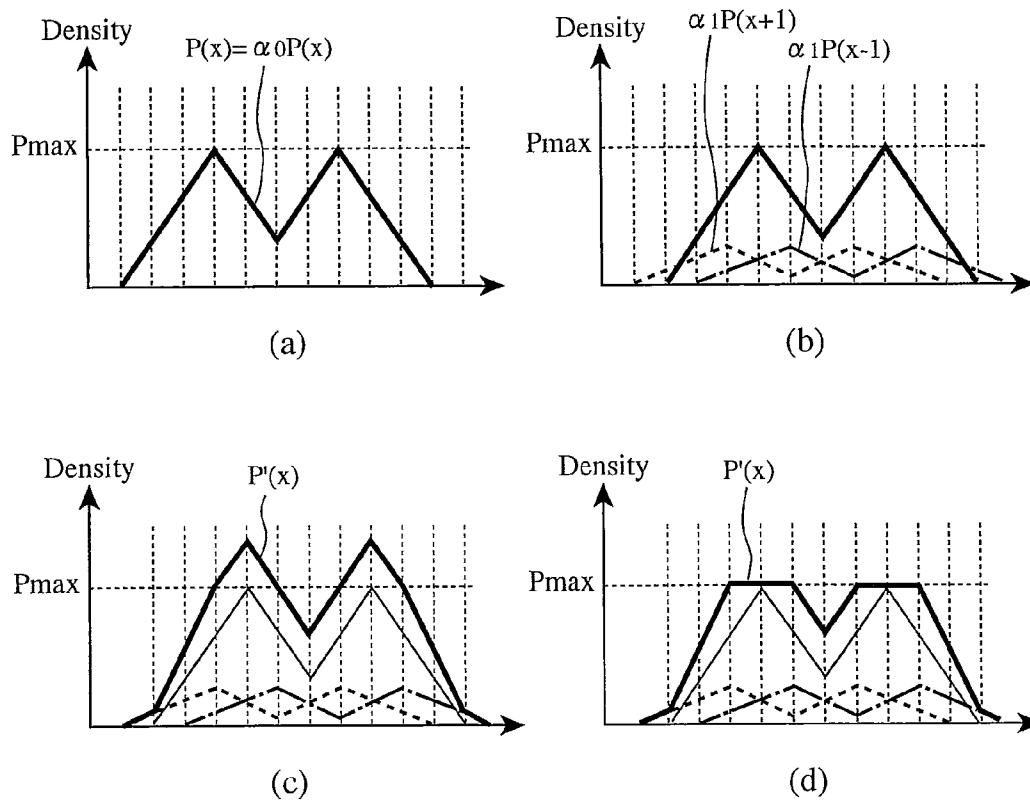 Density
P(x)= α0P(x)
Pmax
(a)
Density
α1P(x+1)
α1P(x-1)
Pmax
(b)
Density
P'(x)
Pmax
(c)
Density
P'(x)
Pmax
(d)